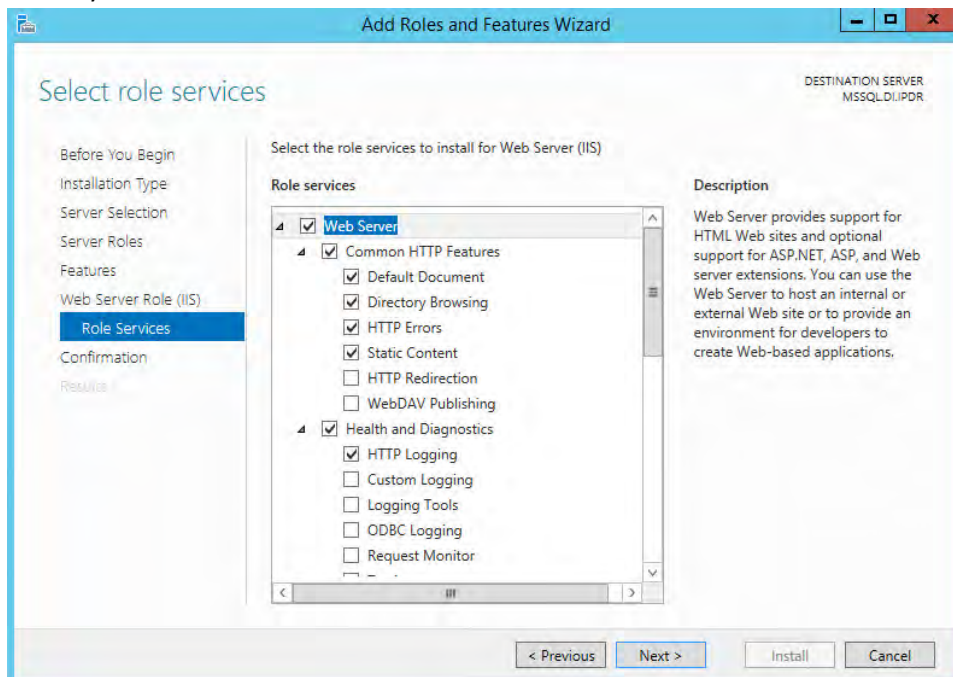 Add Roles and Features Wizard
Select role services
DESTINATION SERVER
MSSQL.DI.IPDR
Before You Begin
Installation Type
Server Selection
Server Roles
Features
Web Server Role (IIS)
Role Services
Confirmation
Results
Select the role services to install for Web Server (IIS)
Role services
Web Server
Common HTTP Features
Default Document
Directory Browsing
HTTP Errors
Static Content
HTTP Redirection
WebDAV Publishing
Health and Diagnostics
HTTP Logging
Custom Logging
Logging Tools
ODBC Logging
Request Monitor
Description
Web Server provides support for
HTML Web sites and optional
support for ASP.NET, ASP, and Web
server extensions. You can use the
Web Server to host an internal or
external Web site or to provide an
environment for developers to
create Web-based applications.
< Previous
Next >
Install
Cancel